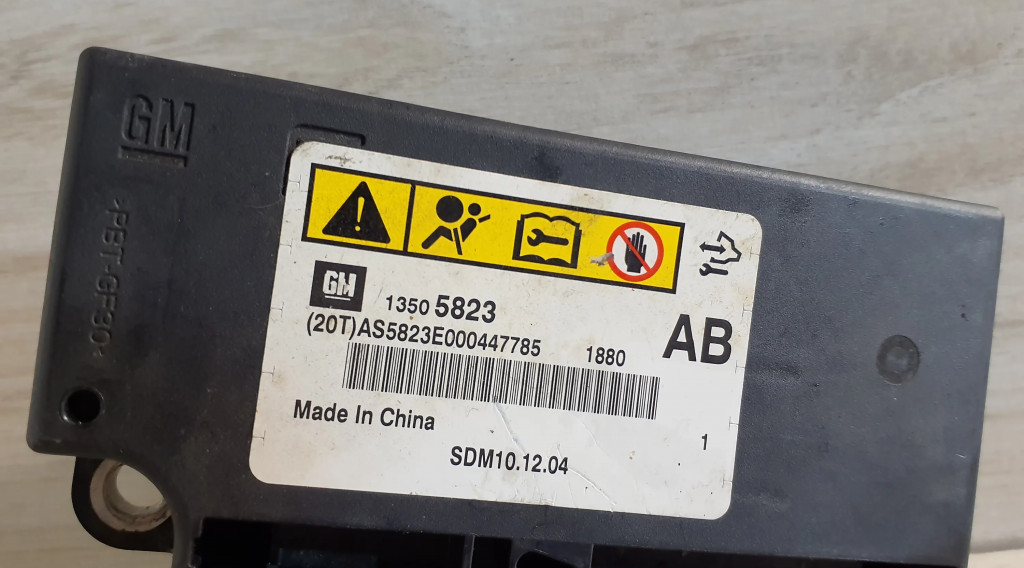 GM
>PBT-GF30<
GM
1350 5823
(20T)AS5823E000447785 1880
AB
Made In China
1
SDM10.12.04